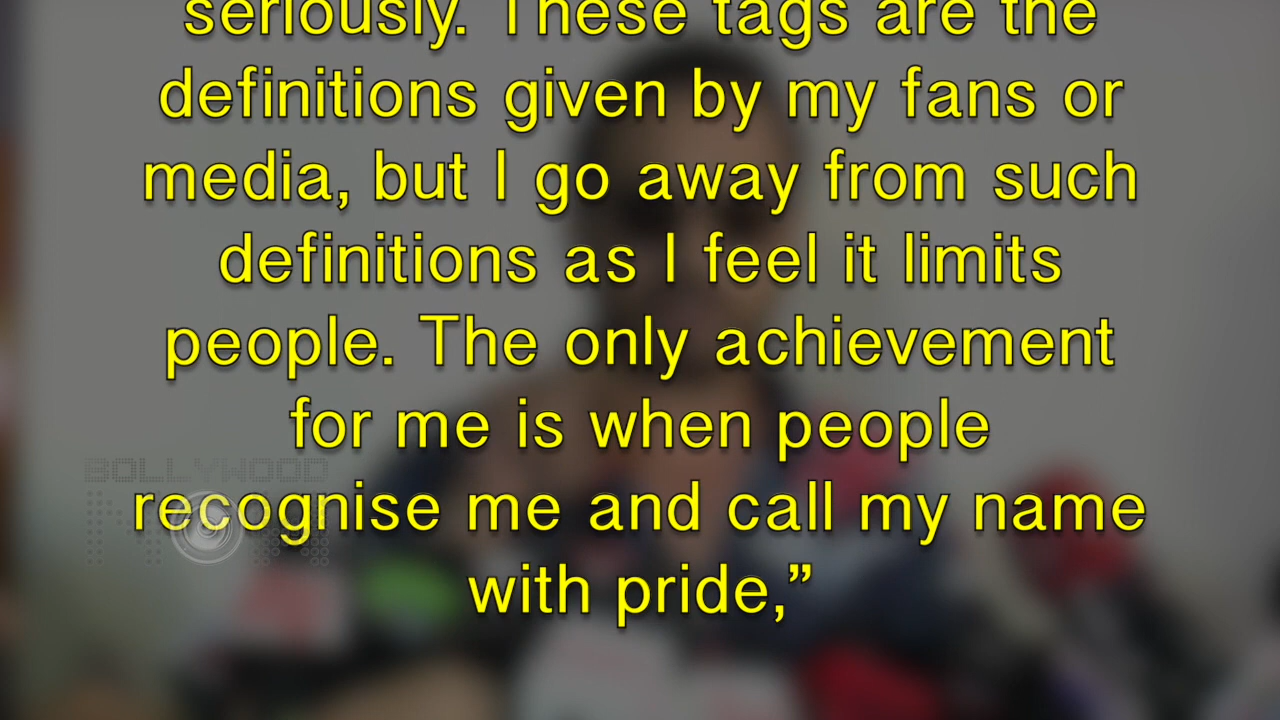 seriously. These tags are the
definitions given by my fans or
media, but I go away from such
definitions as I feel it limits
people. The only achievement
for me is when people
recognise me and call my name
with pride,”
BOLLYWOOD